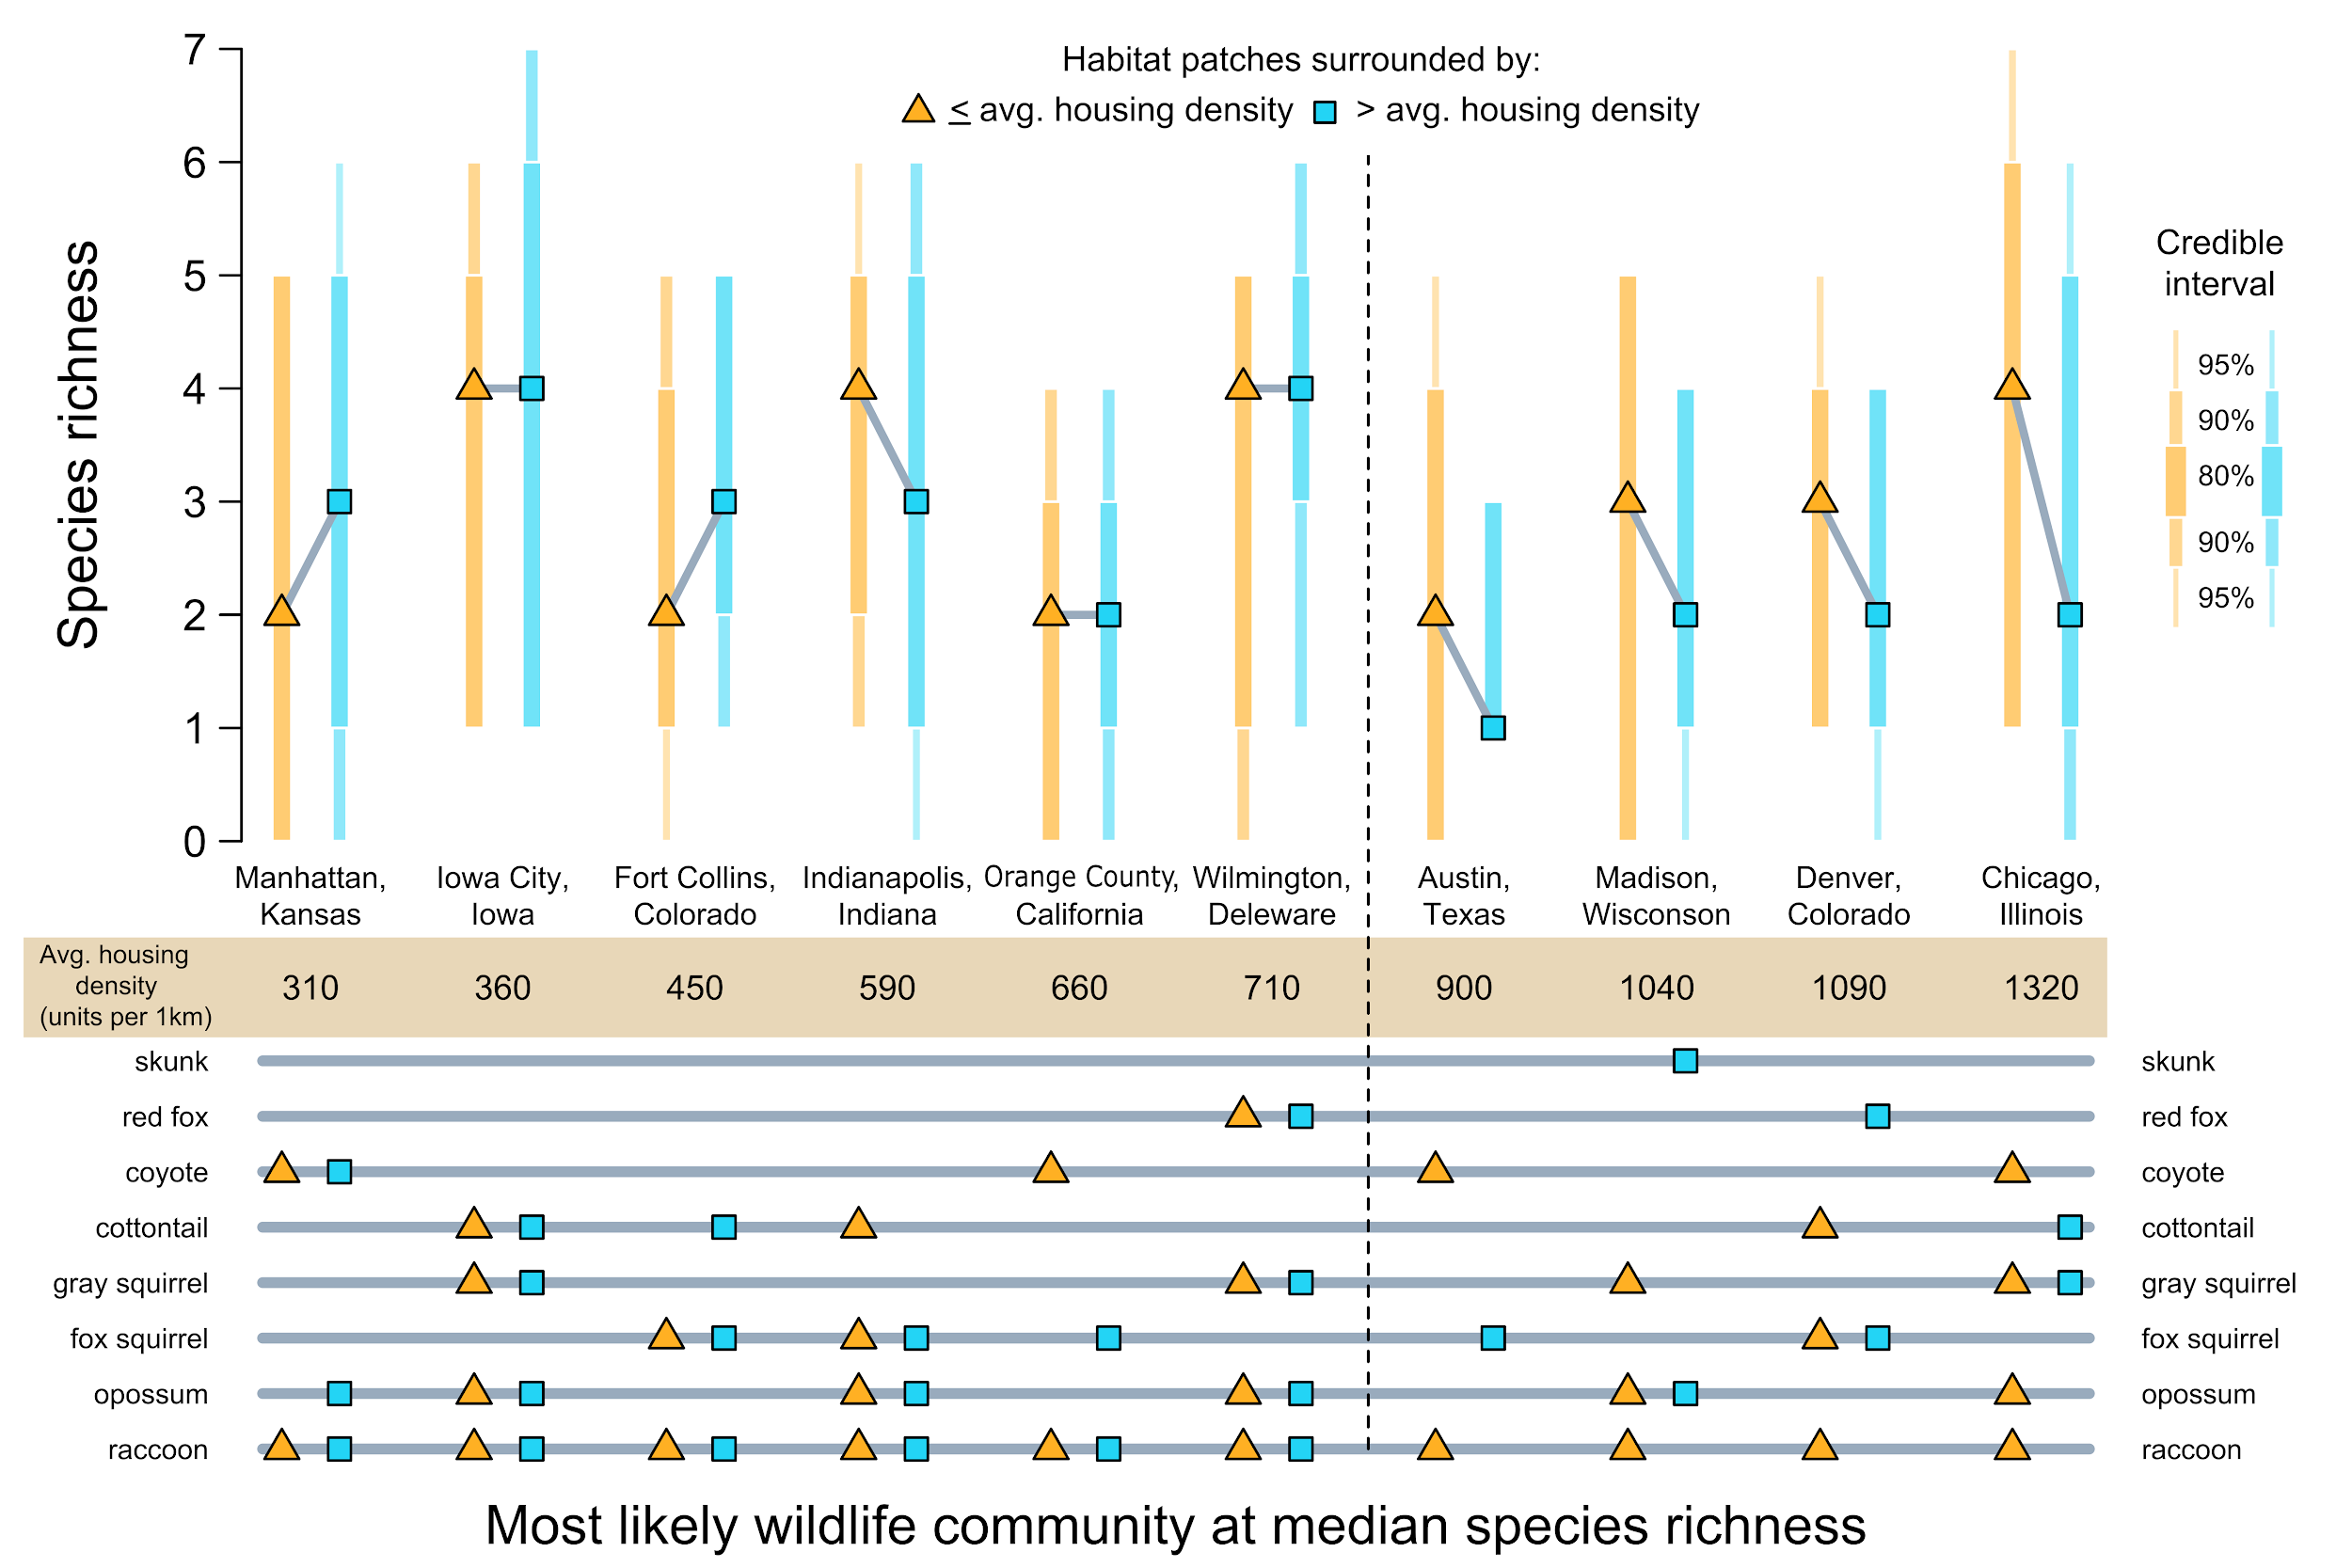 Habitat patches surrounded by:
≤ avg. housing density > avg. housing density
Species richness
7
6
5
4
3
2
1
0
Credible
interval
95%
90%
80%
90%
95%
Manhattan,
Kansas
Iowa City,
Iowa
Fort Collins,
Colorado
Indianapolis,
Indiana
Orange County,
California
Wilmington,
Deleware
Austin,
Texas
Madison,
Wisconson
Denver,
Colorado
Chicago,
Illinois
Avg. housing
density
(units per 1km)
310 360 450 590 660 710 900 1040 1090 1320
skunk skunk
red fox red fox
coyote coyote
cottontail cottontail
gray squirrel gray squirrel
fox squirrel fox squirrel
opossum opossum
raccoon raccoon
Most likely wildlife community at median species richness